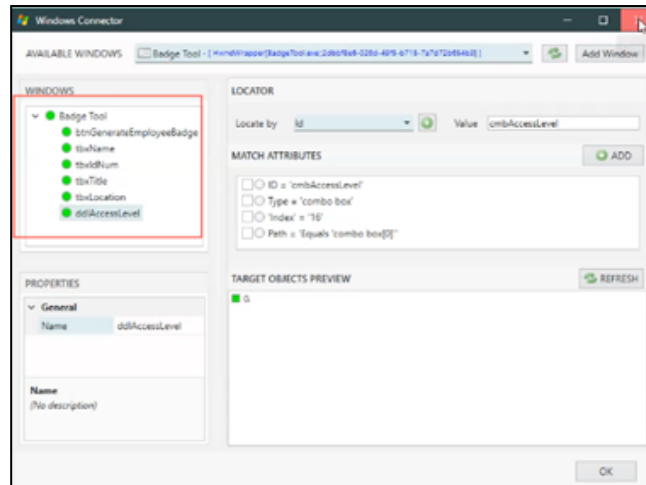 Windows Connector
AVAILABLE WINDOWS Badge Tool - [
Add Window
WINDOWS
Badge Tool
btnGenerateEmployeeBadge
tbxName
tbxIdNum
tbxTitle
tbxLocation
ddlAccessLevel
PROPERTIES
General
Name ddlAccessLevel
Name
(No description)
LOCATOR
Locate by Id Value cmbAccessLevel
MATCH ATTRIBUTES ADD
ID = 'cmbAccessLevel'
Type = 'combo box'
'Index' = '16'
Path = 'Equals 'combo box[0]''
TARGET OBJECTS PREVIEW REFRESH
OK